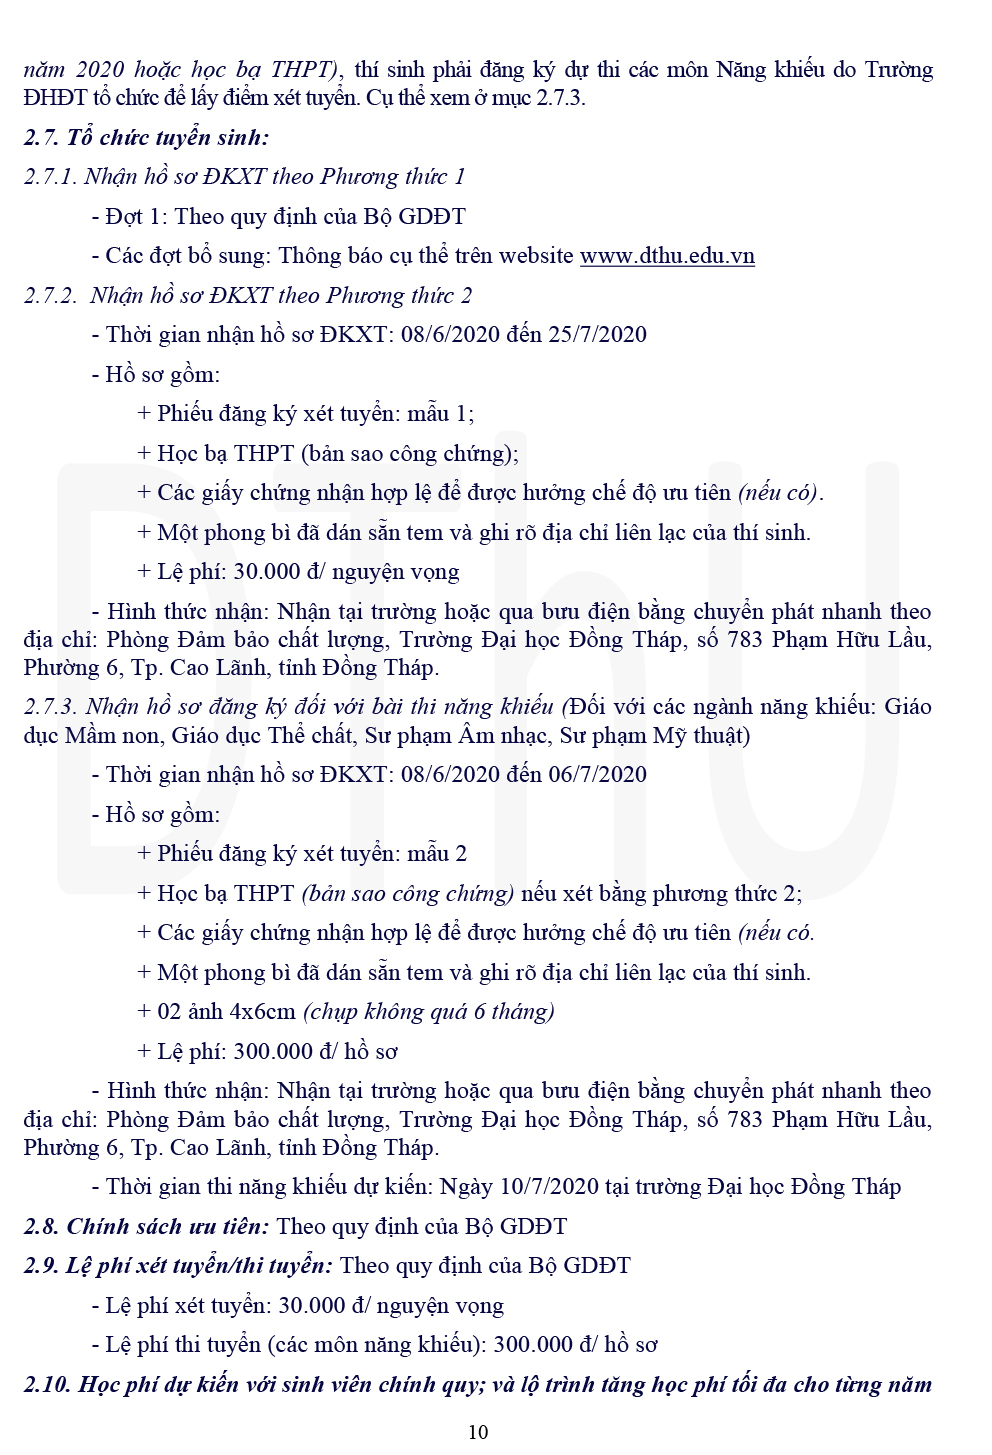 năm 2020 hoặc học bạ THPT), thí sinh phải đăng ký dự thi các môn Năng khiếu do Trường
ĐHĐT tổ chức để lấy điểm xét tuyển. Cụ thể xem ở mục 2.7.3.
2.7. Tổ chức tuyển sinh:
2.7.1. Nhận hồ sơ ĐKXT theo Phương thức 1
- Đợt 1: Theo quy định của Bộ GDĐT
- Các đợt bổ sung: Thông báo cụ thể trên website www.dthu.edu.vn
2.7.2. Nhận hồ sơ ĐKXT theo Phương thức 2
- Thời gian nhận hồ sơ ĐKXT: 08/6/2020 đến 25/7/2020
- Hồ sơ gồm:
+ Phiếu đăng ký xét tuyển: mẫu 1;
+ Học bạ THPT (bản sao công chứng);
+ Các giấy chứng nhận hợp lệ để được hưởng chế độ ưu tiên (nếu có).
+ Một phong bì đã dán sẵn tem và ghi rõ địa chỉ liên lạc của thí sinh.
+ Lệ phí: 30.000 đ/ nguyện vọng
- Hình thức nhận: Nhận tại trường hoặc qua bưu điện bằng chuyển phát nhanh theo
địa chỉ: Phòng Đảm bảo chất lượng, Trường Đại học Đồng Tháp, số 783 Phạm Hữu Lầu,
Phường 6, Tp. Cao Lãnh, tỉnh Đồng Tháp.
2.7.3. Nhận hồ sơ đăng ký đối với bài thi năng khiếu (Đối với các ngành năng khiếu: Giáo
dục Mầm non, Giáo dục Thể chất, Sư phạm Âm nhạc, Sư phạm Mỹ thuật)
- Thời gian nhận hồ sơ ĐKXT: 08/6/2020 đến 06/7/2020
- Hồ sơ gồm:
+ Phiếu đăng ký xét tuyển: mẫu 2
+ Học bạ THPT (bản sao công chứng) nếu xét bằng phương thức 2;
+ Các giấy chứng nhận hợp lệ để được hưởng chế độ ưu tiên (nếu có.
+ Một phong bì đã dán sẵn tem và ghi rõ địa chỉ liên lạc của thí sinh.
+ 02 ảnh 4x6cm (chụp không quá 6 tháng)
+ Lệ phí: 300.000 đ/ hồ sơ
- Hình thức nhận: Nhận tại trường hoặc qua bưu điện bằng chuyển phát nhanh theo
địa chỉ: Phòng Đảm bảo chất lượng, Trường Đại học Đồng Tháp, số 783 Phạm Hữu Lầu,
Phường 6, Tp. Cao Lãnh, tỉnh Đồng Tháp.
- Thời gian thi năng khiếu dự kiến: Ngày 10/7/2020 tại trường Đại học Đồng Tháp
2.8. Chính sách ưu tiên: Theo quy định của Bộ GDĐT
2.9. Lệ phí xét tuyển/thi tuyển: Theo quy định của Bộ GDĐT
- Lệ phí xét tuyển: 30.000 đ/ nguyện vọng
- Lệ phí thi tuyển (các môn năng khiếu): 300.000 đ/ hồ sơ
2.10. Học phí dự kiến với sinh viên chính quy; và lộ trình tăng học phí tối đa cho từng năm
10
DThU